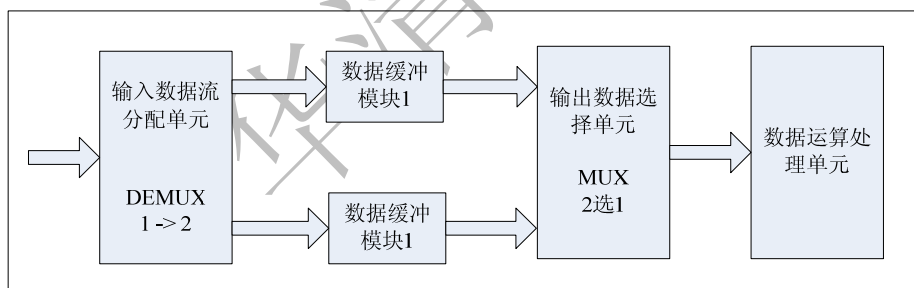 输入数据流
分配单元
DEMUX
1 -> 2
数据缓冲
模块1
数据缓冲
模块1
输出数据选
择单元
MUX
2选1
数据运算处
理单元
华清